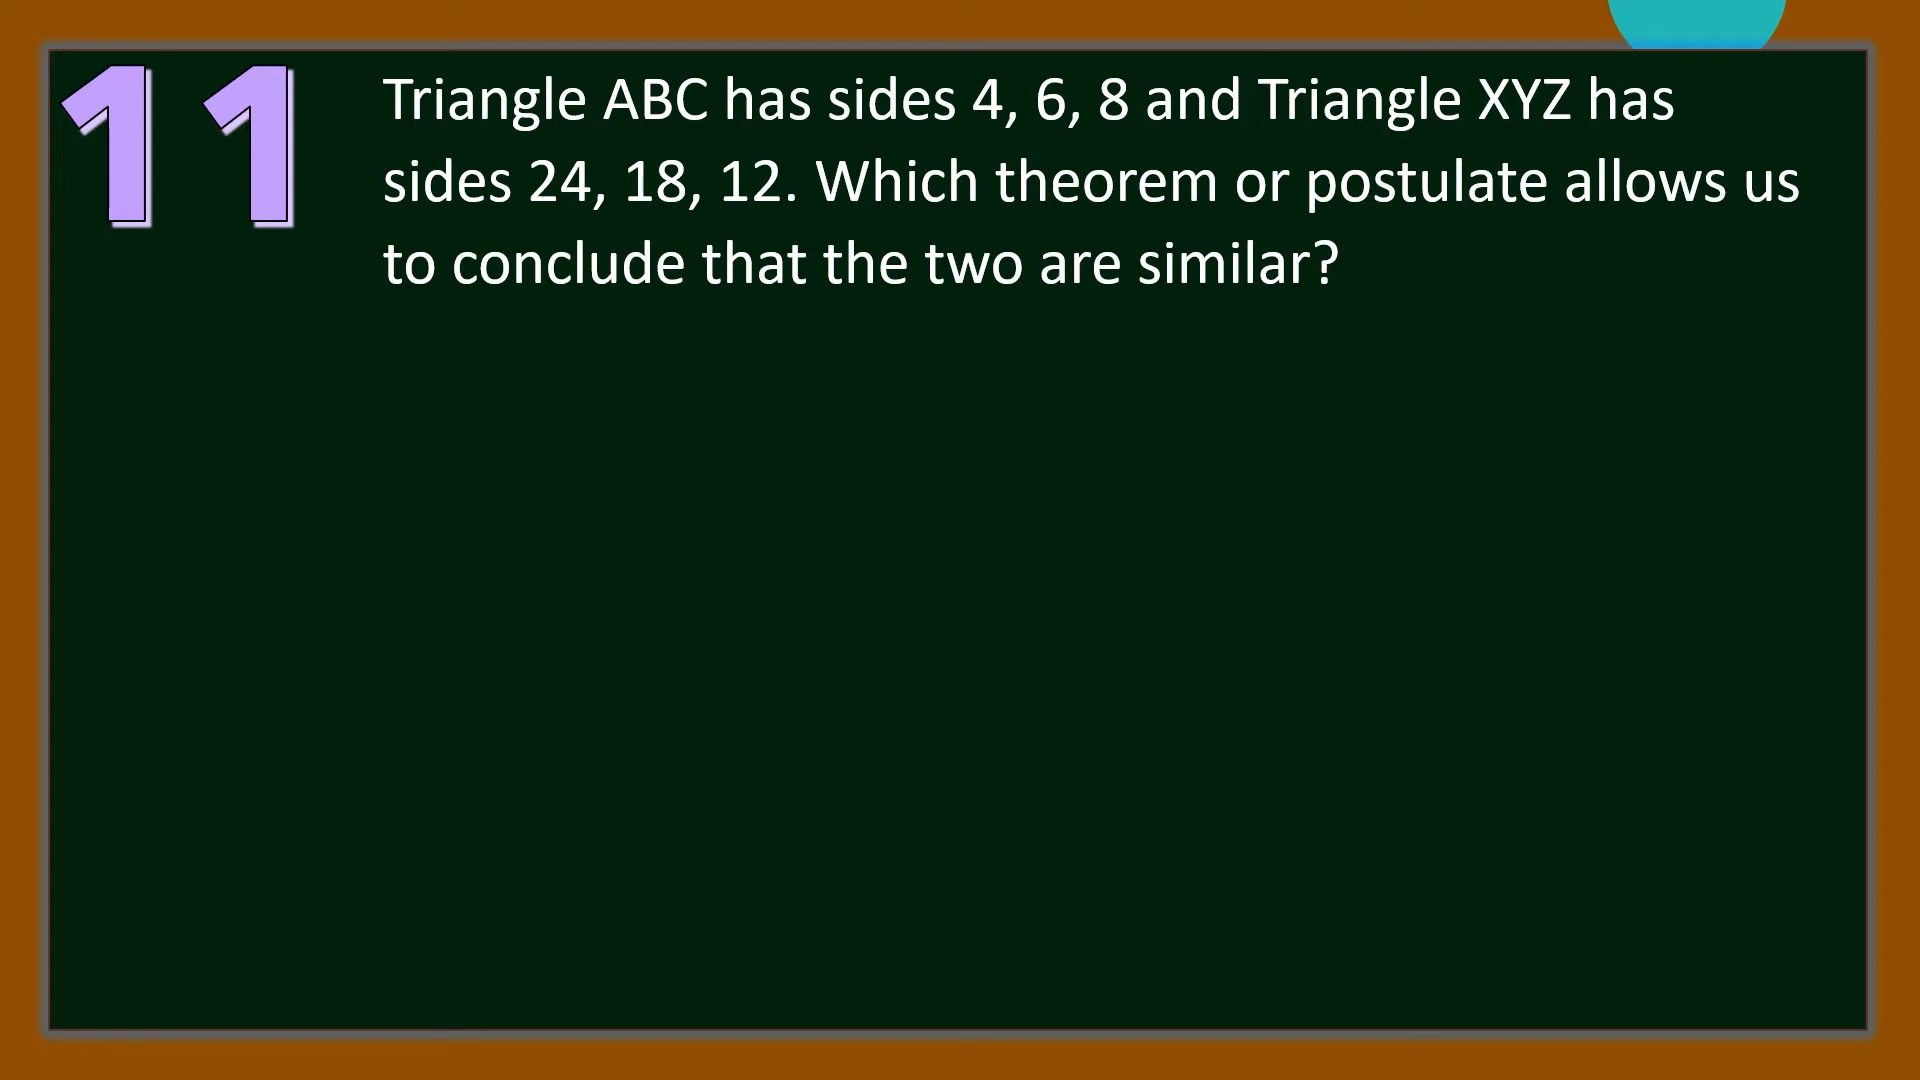 11
Triangle ABC has sides 4, 6, 8 and Triangle XYZ has
sides 24, 18, 12. Which theorem or postulate allows us
to conclude that the two are similar?